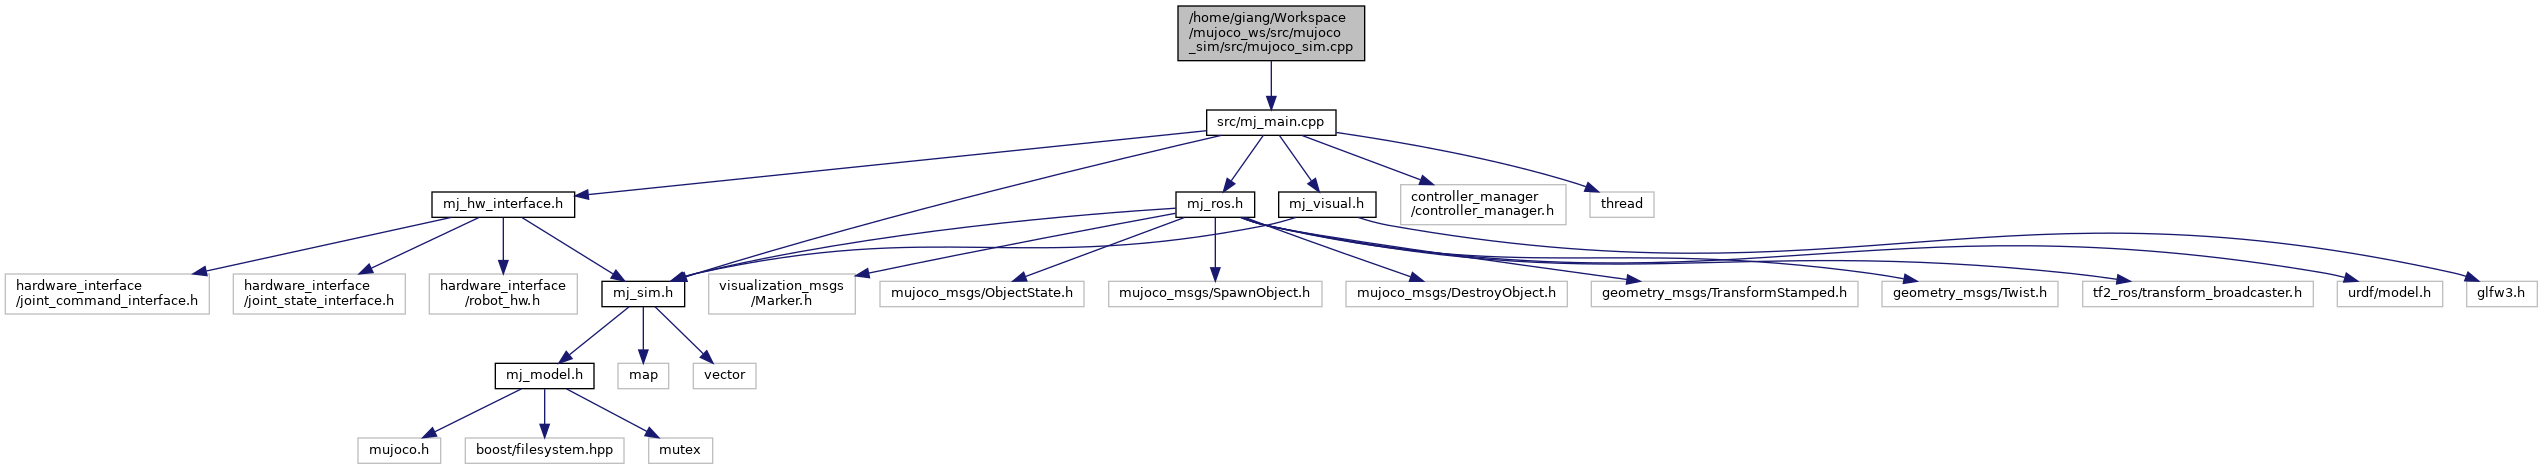 /home/giang/Workspace
/mujoco_ws/src/mujoco
_sim/src/mujoco_sim.cpp
src/mj_main.cpp
mj_hw_interface.h
mj_ros.h
mj_visual.h
controller_manager
/controller_manager.h
thread
hardware_interface
/joint_command_interface.h
hardware_interface
/joint_state_interface.h
hardware_interface
/robot_hw.h
mj_sim.h
visualization_msgs
/Marker.h
mujoco_msgs/ObjectState.h
mujoco_msgs/SpawnObject.h
mujoco_msgs/DestroyObject.h
geometry_msgs/TransformStamped.h
geometry_msgs/Twist.h
tf2_ros/transform_broadcaster.h
urdf/model.h
glfw3.h
mj_model.h
map
vector
mujoco.h
boost/filesystem.hpp
mutex